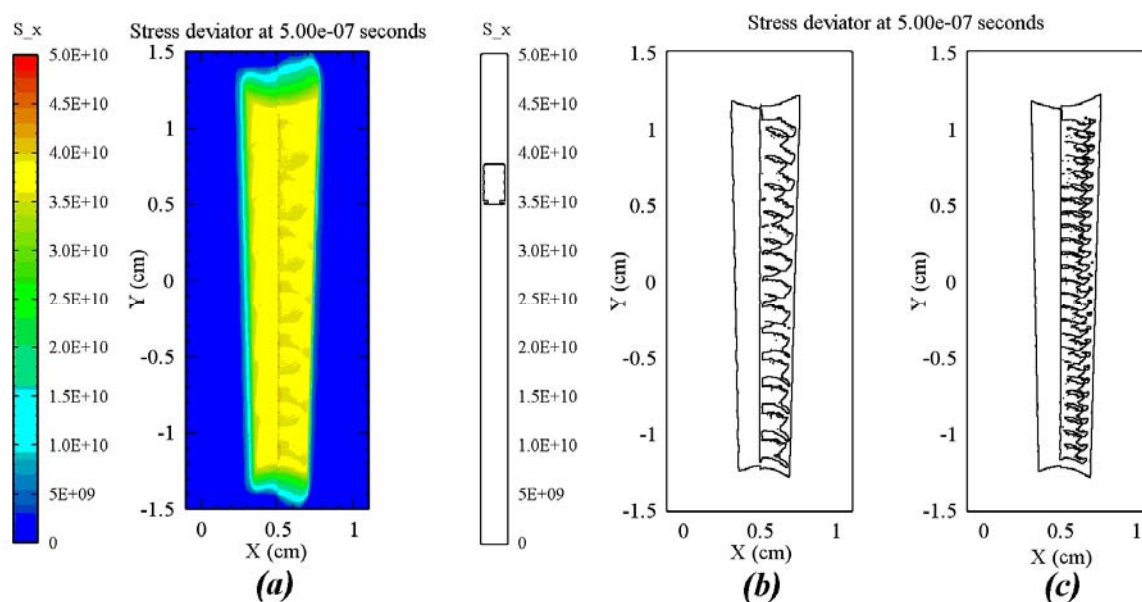 S_x
Stress deviator at 5.00e-07 seconds
5.0E+10
4.5E+10
4.0E+10
3.5E+10
3.0E+10
2.5E+10
2.0E+10
1.5E+10
1.0E+10
5E+09
0
Y (cm)
1.5
1
0.5
0
-0.5
-1
-1.5
0 0.5 1
X (cm)
(a)
S_x
Stress deviator at 5.00e-07 seconds
5.0E+10
4.5E+10
4.0E+10
3.5E+10
3.0E+10
2.5E+10
2.0E+10
1.5E+10
1.0E+10
5E+09
0
Y (cm)
1.5
1
0.5
0
-0.5
-1
-1.5
0 0.5 1
X (cm)
(b)
Y (cm)
1.5
1
0.5
0
-0.5
-1
-1.5
0 0.5 1
X (cm)
(c)